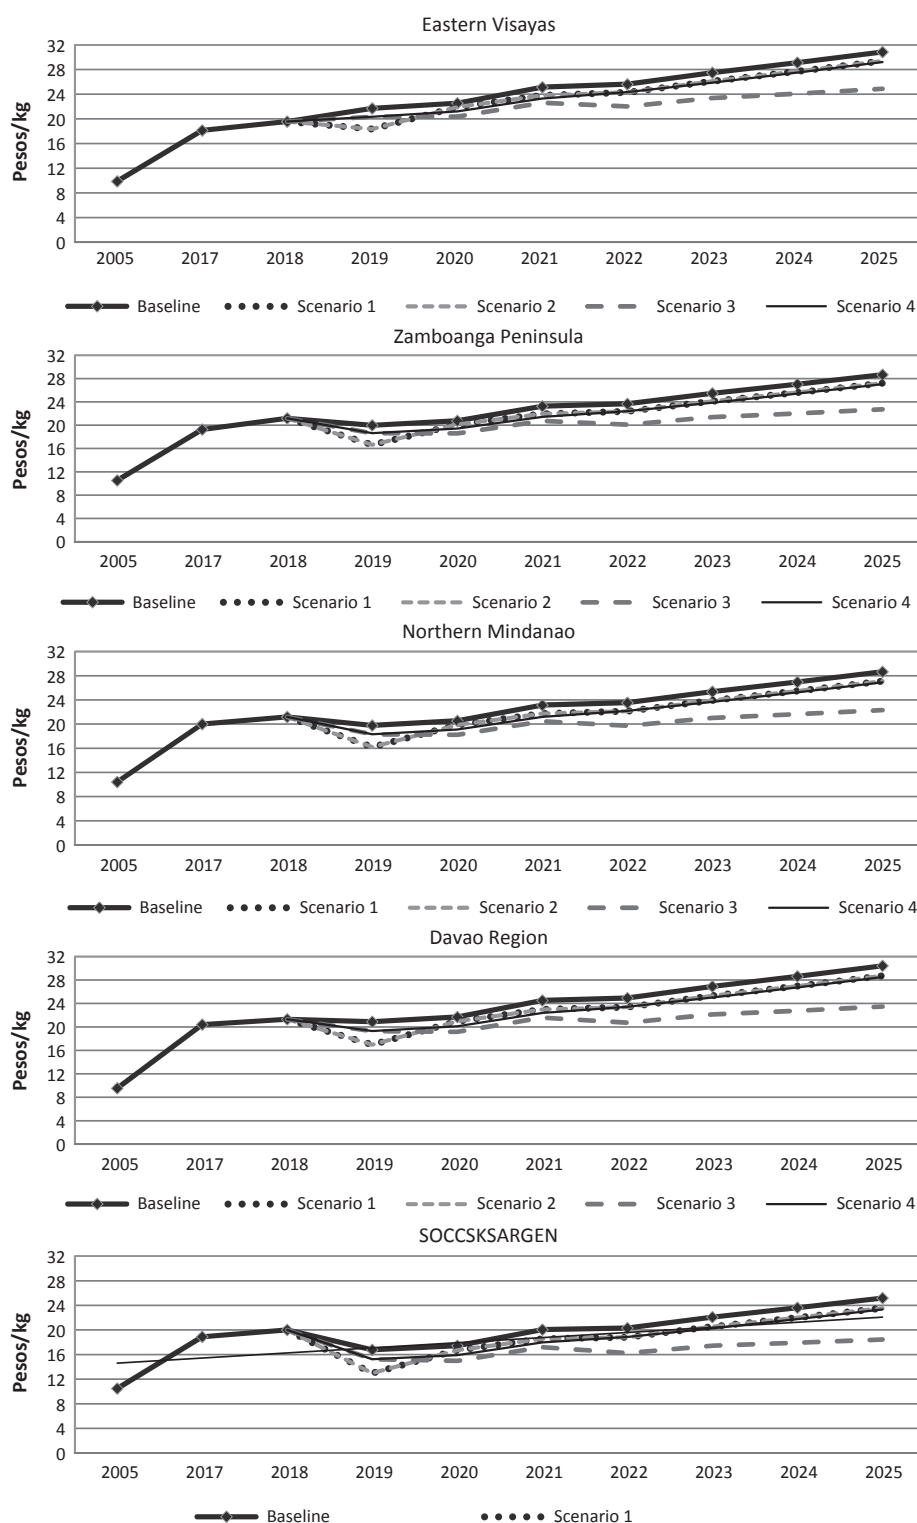 Eastern Visayas
Pesos/kg
32
28
24
20
16
12
8
4
0
2005 2017 2018 2019 2020 2021 2022 2023 2024 2025
Baseline Scenario 1 Scenario 2 Scenario 3 Scenario 4
Zamboanga Peninsula
Pesos/kg
32
28
24
20
16
12
8
4
0
2005 2017 2018 2019 2020 2021 2022 2023 2024 2025
Baseline Scenario 1 Scenario 2 Scenario 3 Scenario 4
Northern Mindanao
Pesos/kg
32
28
24
20
16
12
8
4
0
2005 2017 2018 2019 2020 2021 2022 2023 2024 2025
Baseline Scenario 1 Scenario 2 Scenario 3 Scenario 4
Davao Region
Pesos/kg
32
28
24
20
16
12
8
4
0
2005 2017 2018 2019 2020 2021 2022 2023 2024 2025
Baseline Scenario 1 Scenario 2 Scenario 3 Scenario 4
SOCCSKSARGEN
Pesos/kg
32
28
24
20
16
12
8
4
0
2005 2017 2018 2019 2020 2021 2022 2023 2024 2025
Baseline Scenario 1